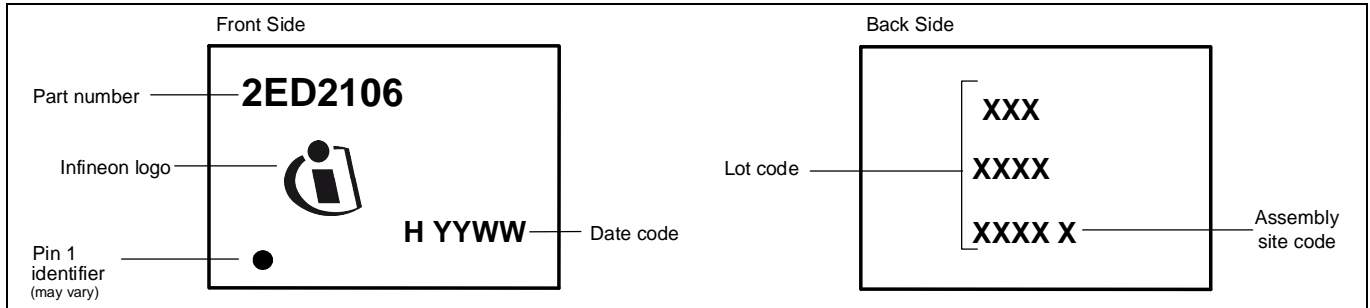 Front Side
Part number
2ED2106
Infineon logo
H YYWW
Date code
Pin 1
identifier
(may vary)
Back Side
XXX
Lot code
XXXX
XXXX X
Assembly
site code